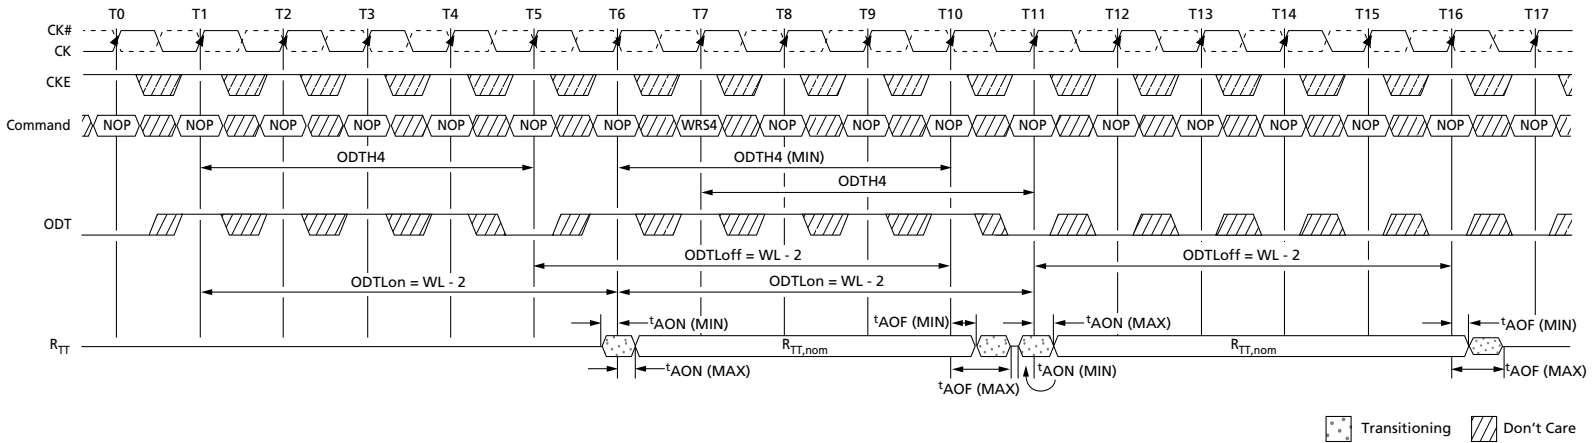 T0 T1 T2 T3 T4 T5 T6 T7 T8 T9 T10 T11 T12 T13 T14 T15 T16 T17
CK#
CK
CKE
Command NOP NOP NOP NOP NOP NOP NOP WRS4 NOP NOP NOP NOP NOP NOP NOP NOP NOP NOP
ODTH4 ODTH4 (MIN)
ODTH4
ODT
ODTLoff = WL - 2 ODTLoff = WL - 2
ODTLon = WL - 2 ODTLon = WL - 2
tAON (MIN) tAOF (MIN) tAON (MAX) tAOF (MIN)
RTT RTT,nom RTT,nom
tAON (MAX) tAON (MIN) tAOF (MAX)
tAOF (MAX)
Transitioning Don't Care